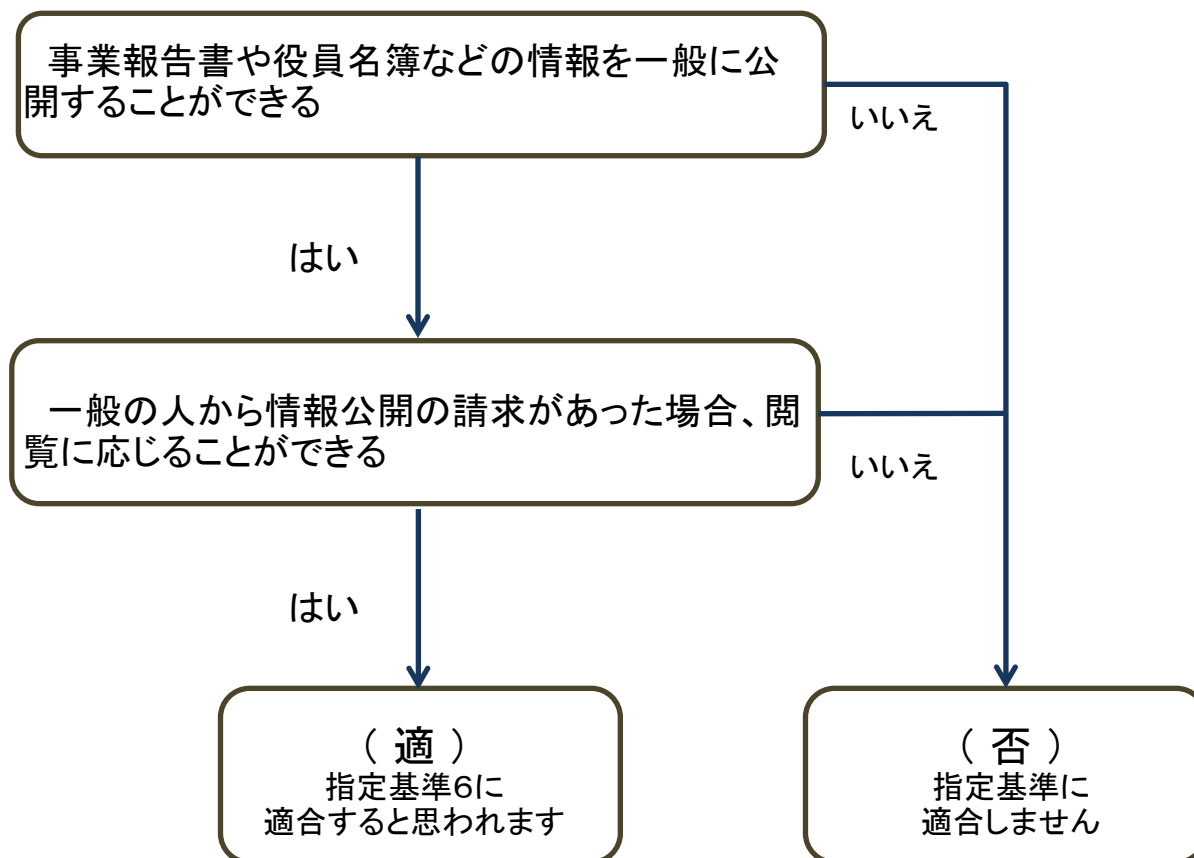 事業報告書や役員名簿などの情報を一般に公
開することができる
いいえ
はい
一般の人から情報公開の請求があった場合、閲
覧に応じることができる
いいえ
はい
（ 適 ）
指定基準６に
適合すると思われます
（ 否 ）
指定基準に
適合しません